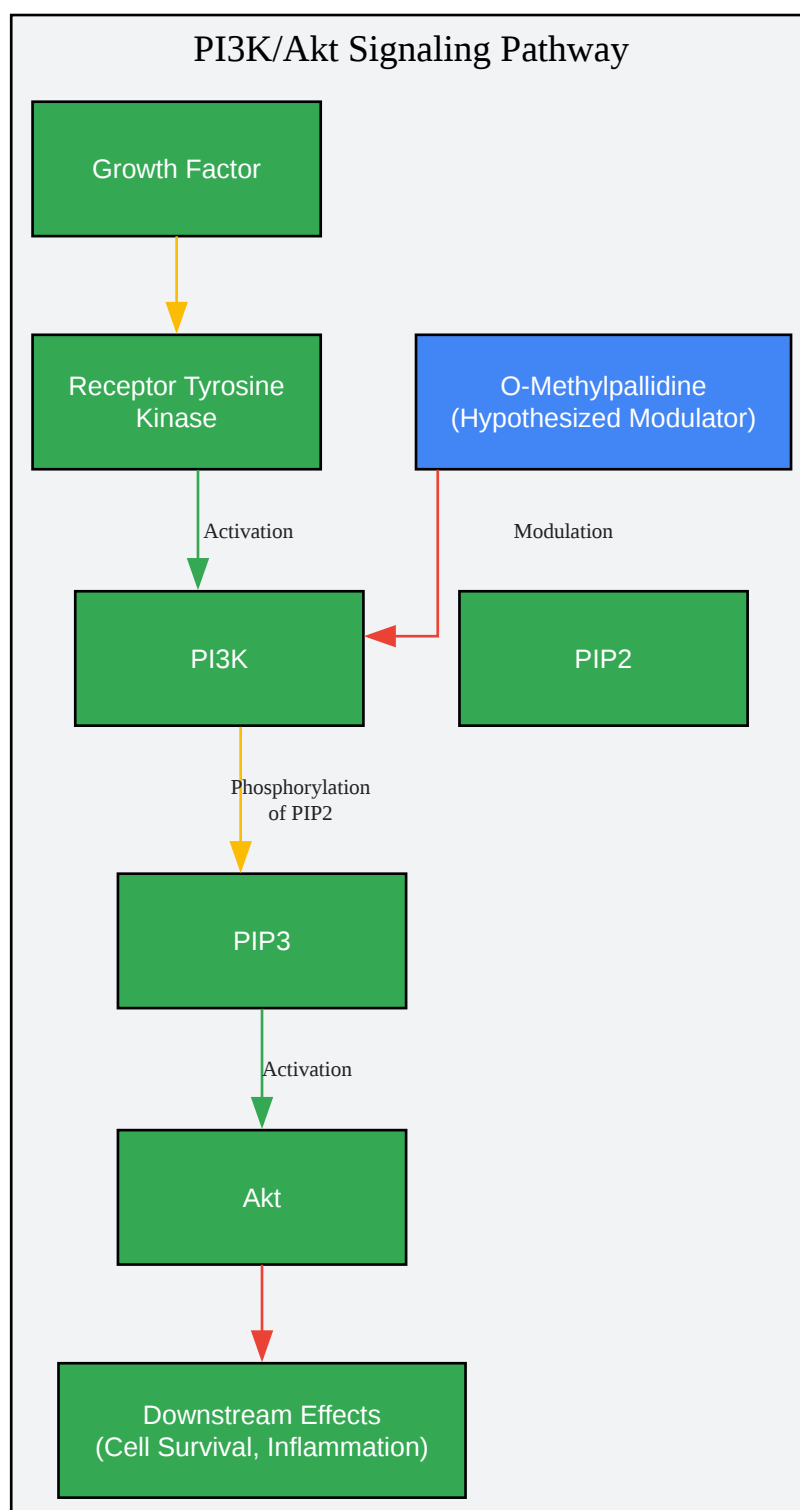 PI3K/Akt Signaling Pathway
Growth Factor
Receptor Tyrosine
Kinase
O-Methylpallidine
(Hypothesized Modulator)
Activation
Modulation
PI3K
PIP2
Phosphorylation
of PIP2
PIP3
Activation
Akt
Downstream Effects
(Cell Survival, Inflammation)